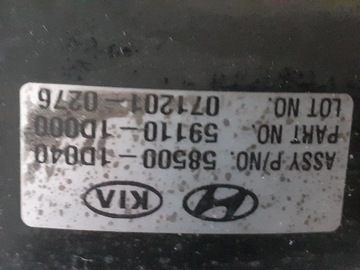 KIA
ASSY P/NO. 58500-1D040
PART NO 59110-1D000
LOT NO. 071201-0276